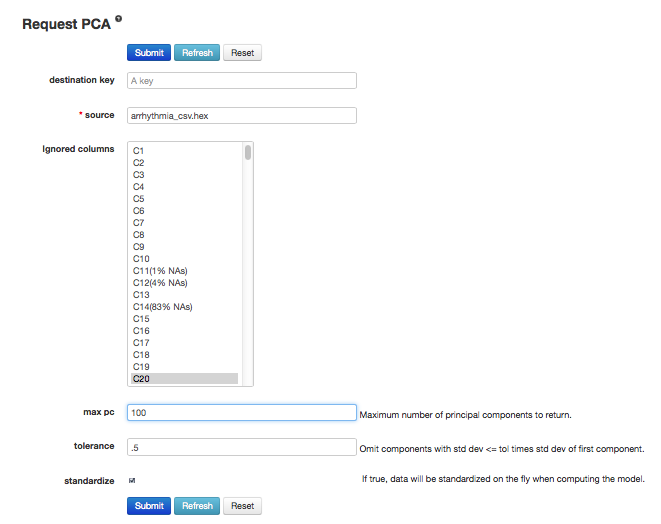 Request PCA ?
Submit Refresh Reset
destination key A key
* source arrhythmia_csv.hex
Ignored columns
C1
C2
C3
C4
C5
C6
C7
C8
C9
C10
C11(1% NAs)
C12(4% NAs)
C13
C14(83% NAs)
C15
C16
C17
C18
C19
C20
max pc 100 Maximum number of principal components to return.
tolerance .5 Omit components with std dev <= tol times std dev of first component.
standardize If true, data will be standardized on the fly when computing the model.
Submit Refresh Reset